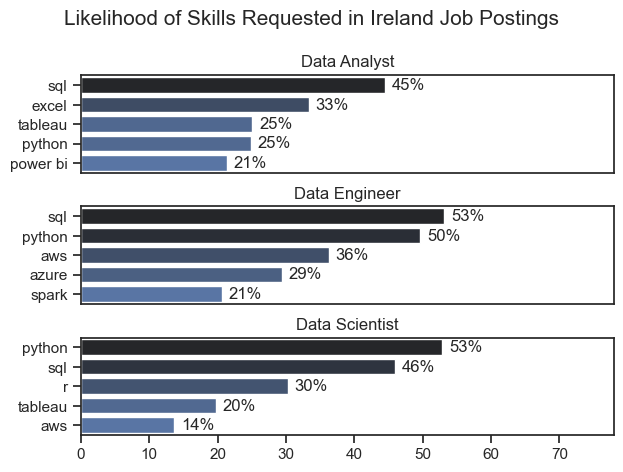 Likelihood of Skills Requested in Ireland Job Postings
Data Analyst
sql 45%
excel 33%
tableau 25%
python 25%
power bi 21%
Data Engineer
sql 53%
python 50%
aws 36%
azure 29%
spark 21%
Data Scientist
python 53%
sql 46%
r 30%
tableau 20%
aws 14%
0 10 20 30 40 50 60 70